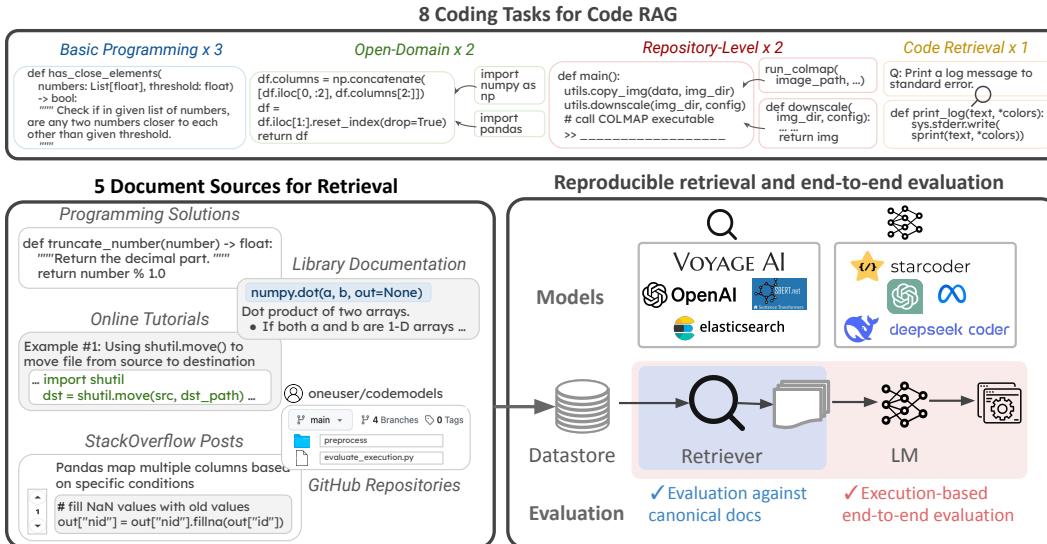 8 Coding Tasks for Code RAG
Basic Programming x 3
def has_close_elements(
numbers: List[float], threshold: float)
-> bool:
""" Check if in given list of numbers,
are any two numbers closer to each
other than given threshold.
"""
Open-Domain x 2
df.columns = np.concatenate(
[df.iloc[0, :2], df.columns[2:]])
df =
df.iloc[1:].reset_index(drop=True)
return df
import
numpy as
np
import
pandas
Repository-Level x 2
def main():
utils.copy_img(data, img_dir)
utils.downscale(img_dir, config)
# call COLMAP executable
>> __________________
run_colmap(
image_path, ...)
def downscale(
img_dir, config):
... ...
return img
Code Retrieval x 1
Q: Print a log message to
standard error.
def print_log(text, *colors):
sys.stderr.write(
sprint(text, *colors))
5 Document Sources for Retrieval
Programming Solutions
def truncate_number(number) -> float:
"""Return the decimal part. """
return number % 1.0
Library Documentation
numpy.dot(a, b, out=None)
Dot product of two arrays.
● If both a and b are 1-D arrays ...
Online Tutorials
Example #1: Using shutil.move() to
move file from source to destination
... import shutil
dst = shutil.move(src, dst_path) ...
oneuser/codemodels
main
4 Branches
0 Tags
preprocess
evaluate_execution.py
GitHub Repositories
StackOverflow Posts
Pandas map multiple columns based
on specific conditions
1
# fill NaN values with old values
out["nid"] = out["nid"].fillna(out["id"])
Reproducible retrieval and end-to-end evaluation
Models
VOYAGE AI
OpenAI
SBERT.net
Sentence Transformers
elasticsearch
{/}
starcoder
deepseek coder
Datastore
Retriever
LM
Evaluation
✓Evaluation against
canonical docs
✓Execution-based
end-to-end evaluation